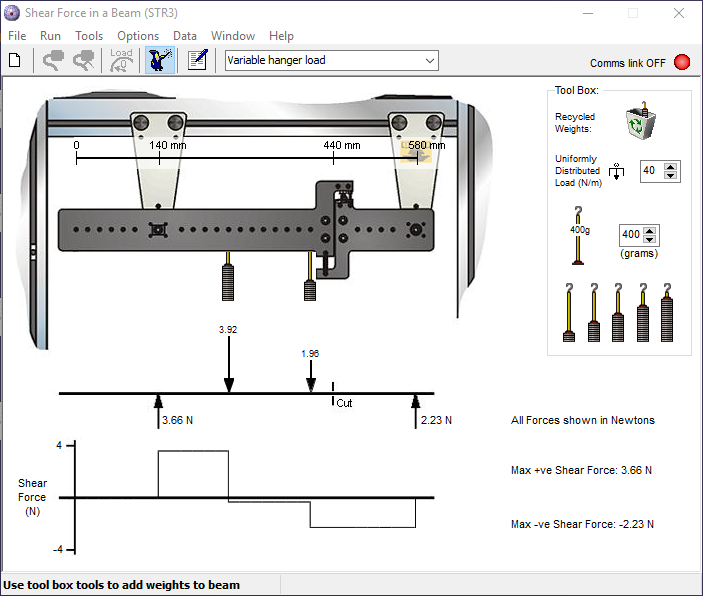 Shear Force in a Beam (STR3)
File Run Tools Options Data Window Help
Load
Variable hanger load
Comms link OFF
Tool Box:
Recycled
Weights:
Uniformly
Distributed
Load (N/m)
40
400g
400
(grams)
0 140 mm 440 mm 580 mm
3.92
1.96
Cut
3.66 N 2.23 N
All Forces shown in Newtons
4
Shear
Force
(N)
-4
Max +ve Shear Force: 3.66 N
Max -ve Shear Force: -2.23 N
Use tool box tools to add weights to beam